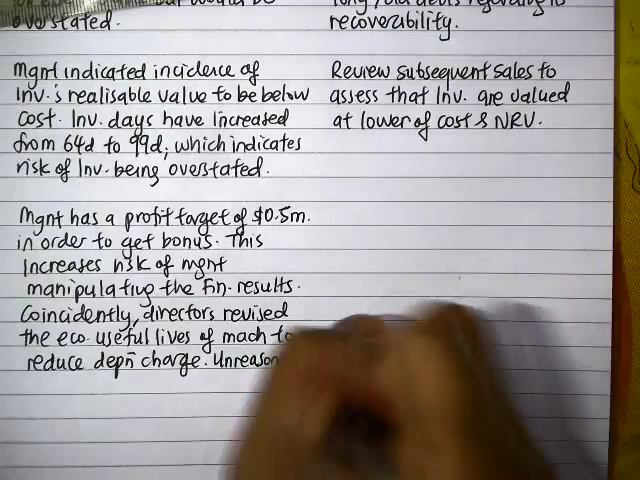 overstated.
Mgnt indicated incidence of
Inv.'s realisable value to be below
cost. Inv. days have increased
from 64d to 99d, which indicates
risk of Inv. being overstated.
Mgnt has a profit target of $0.5m.
in order to get bonus. This
increases risk of mgnt
manipulating the fin. results.
Coincidently, directors revised
the eco. useful lives of mach to
reduce depn charge. Unreason
recoverability.
Review subsequent sales to
assess that Inv. are valued
at lower of cost & NRV.